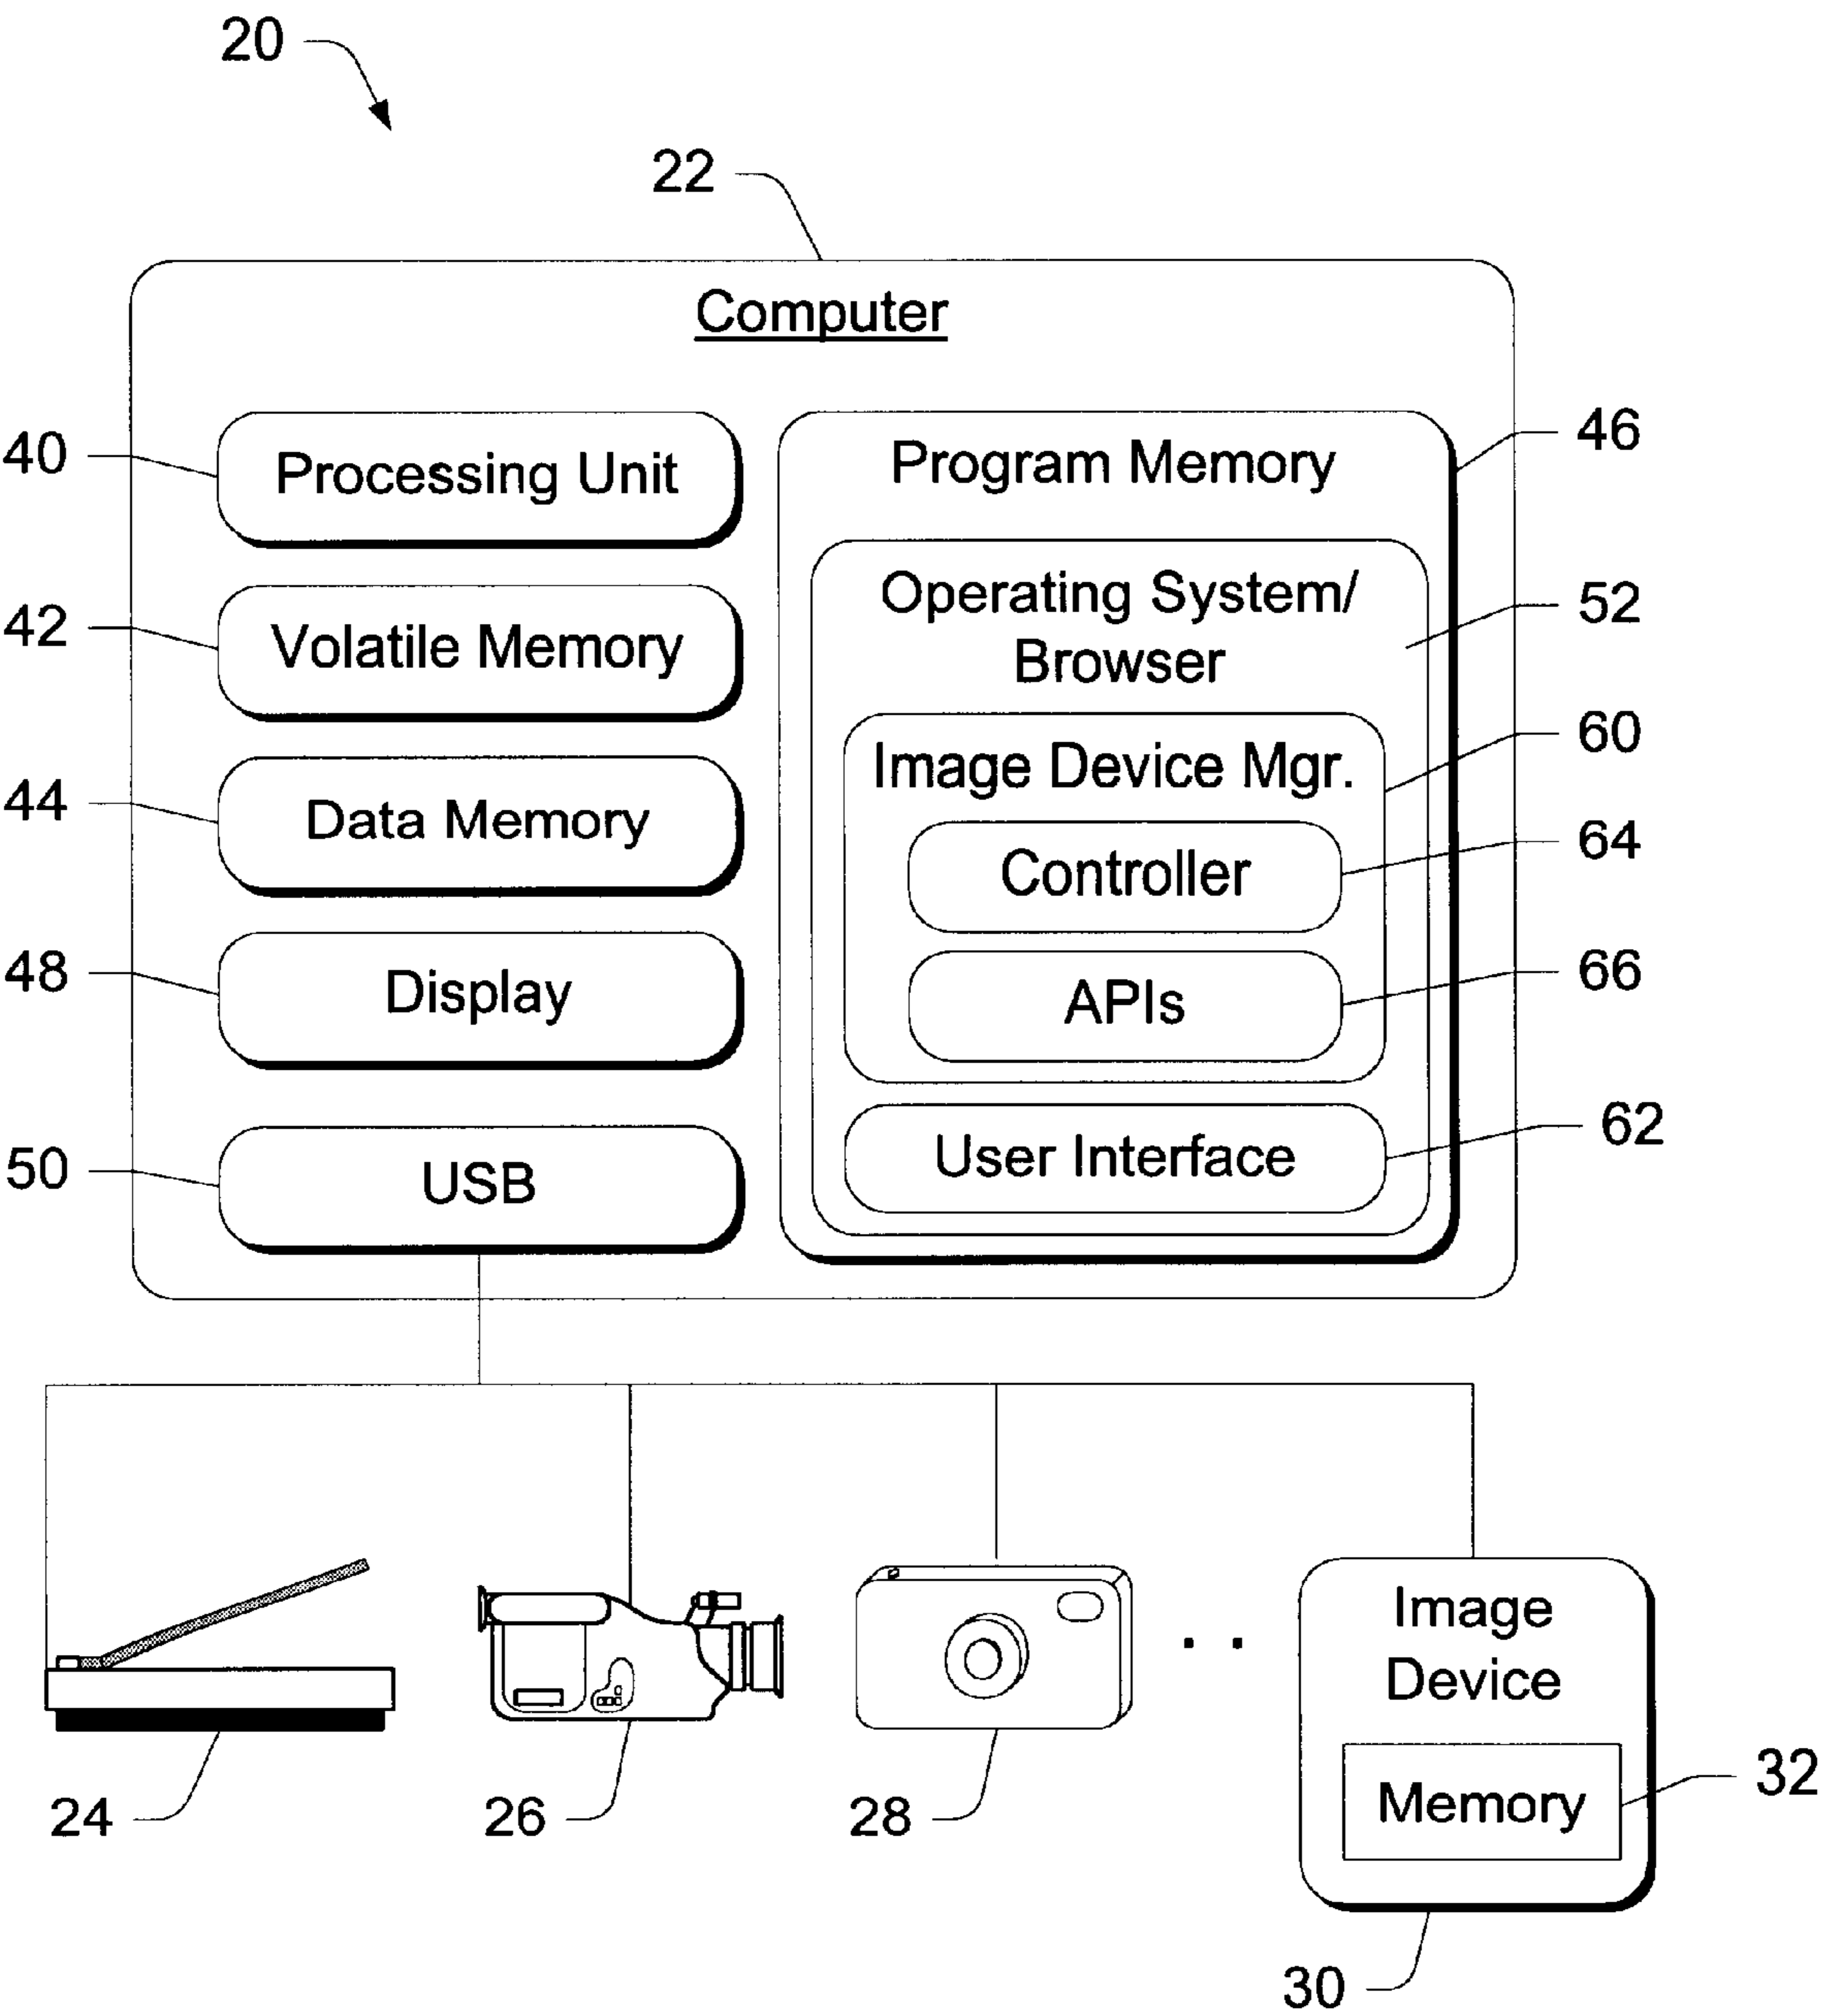 20
22
Computer
40
Processing Unit
Program Memory
46
42
Volatile Memory
Operating System/
Browser
52
44
Data Memory
Image Device Mgr.
60
Controller
64
48
Display
APIs
66
50
USB
User Interface
62
24
26
28
. .
Image
Device
Memory
32
30